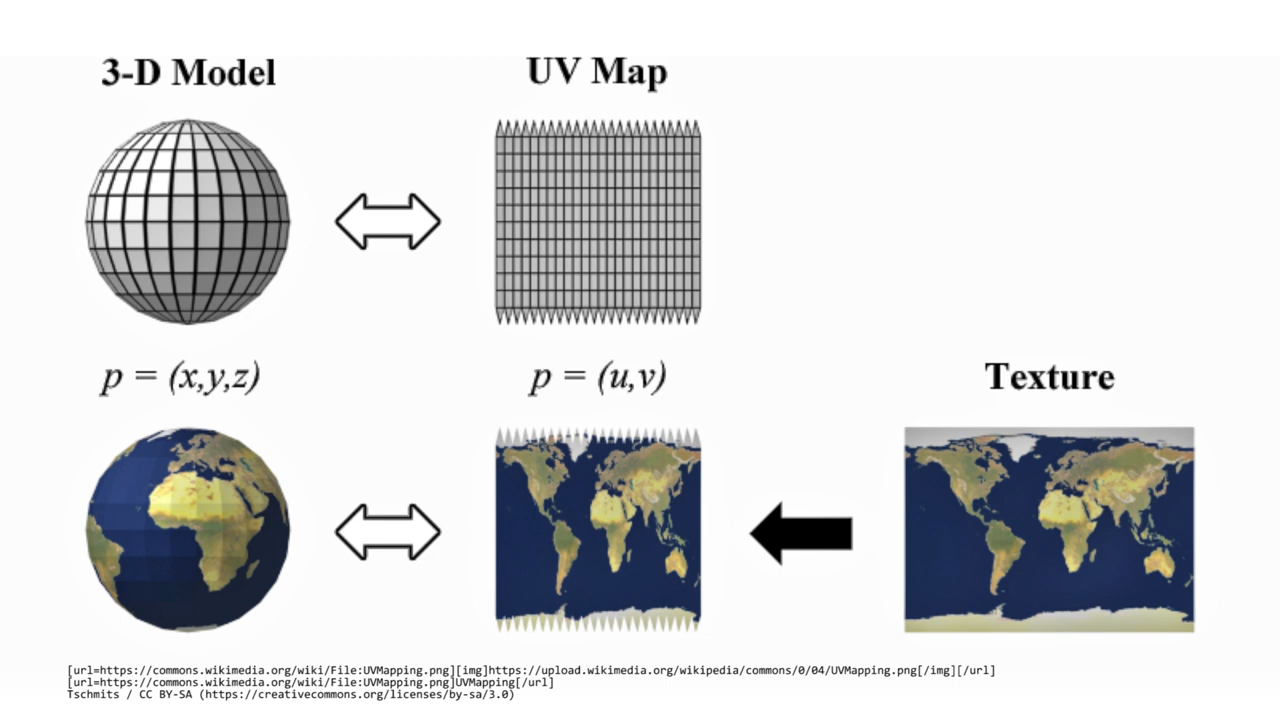 3-D Model
UV Map
p = (x,y,z)
p = (u,v)
Texture
[url=https://commons.wikimedia.org/wiki/File:UVMapping.png][img]https://upload.wikimedia.org/wikipedia/commons/0/04/UVMapping.png[/img][/url]
[url=https://commons.wikimedia.org/wiki/File:UVMapping.png]UVMapping[/url]
Tschmits / CC BY-SA (https://creativecommons.org/licenses/by-sa/3.0)